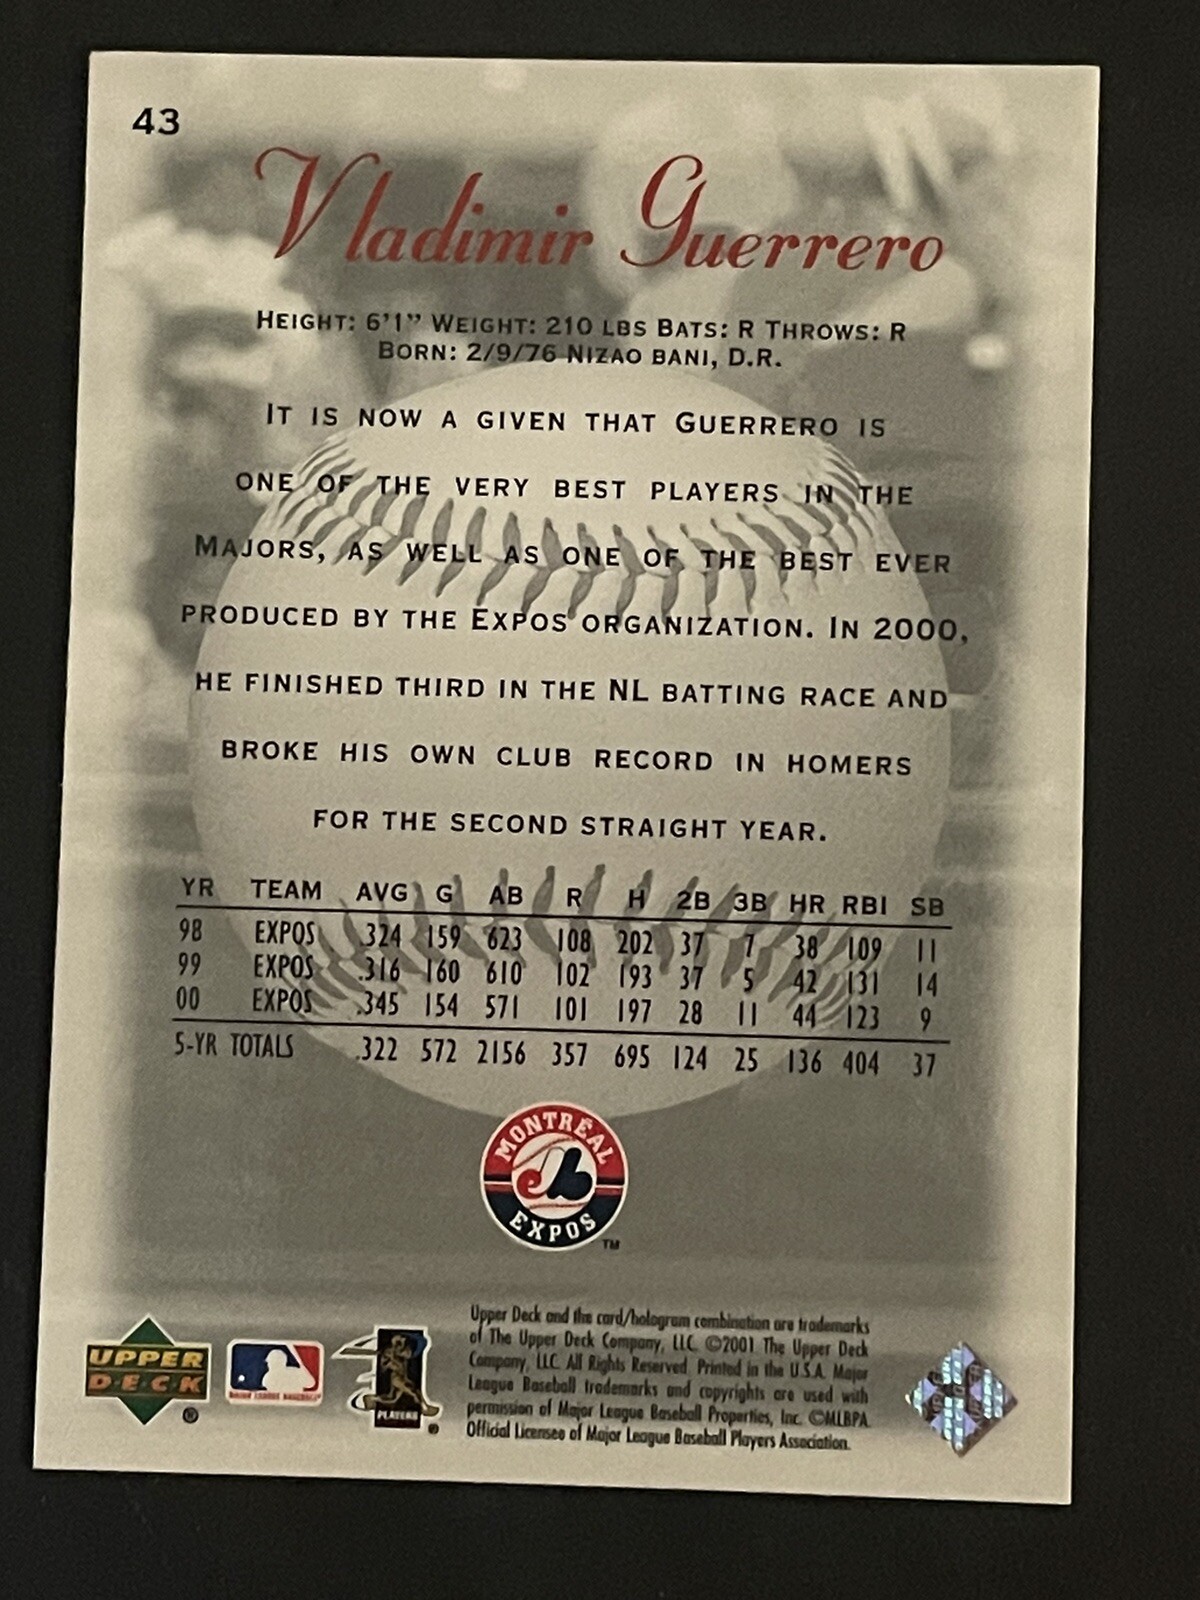 43
Vladimir Guerrero
HEIGHT: 6'1" WEIGHT: 210 LBS BATS: R THROWS: R
BORN: 2/9/76 NIZAO BANI, D.R.
IT IS NOW A GIVEN THAT GUERRERO IS
ONE OF THE VERY BEST PLAYERS IN THE
MAJORS, AS WELL AS ONE OF THE BEST EVER
PRODUCED BY THE EXPOS ORGANIZATION. IN 2000,
HE FINISHED THIRD IN THE NL BATTING RACE AND
BROKE HIS OWN CLUB RECORD IN HOMERS
FOR THE SECOND STRAIGHT YEAR.
YR TEAM AVG G AB R H 2B 3B HR RBI SB
98 EXPOS .324 159 623 108 202 37 7 38 109 11
99 EXPOS .316 160 610 102 193 37 5 42 131 14
00 EXPOS .345 154 571 101 197 28 11 44 123 9
5-YR TOTALS .322 572 2156 357 695 124 25 136 404 37
MONTRÉAL
EXPOS
TM
Upper Deck and the card/hologram combination are trademarks
of The Upper Deck Company, LLC. ©2001 The Upper Deck
Company, LLC. All Rights Reserved. Printed in the U.S.A. Major
League Baseball trademarks and copyrights are used with
permission of Major League Baseball Properties, Inc. ©MLBPA
Official Licensee of Major League Baseball Players Association.
UPPER
DECK
®
MAJOR LEAGUE BASEBALL
PLAYERS
®